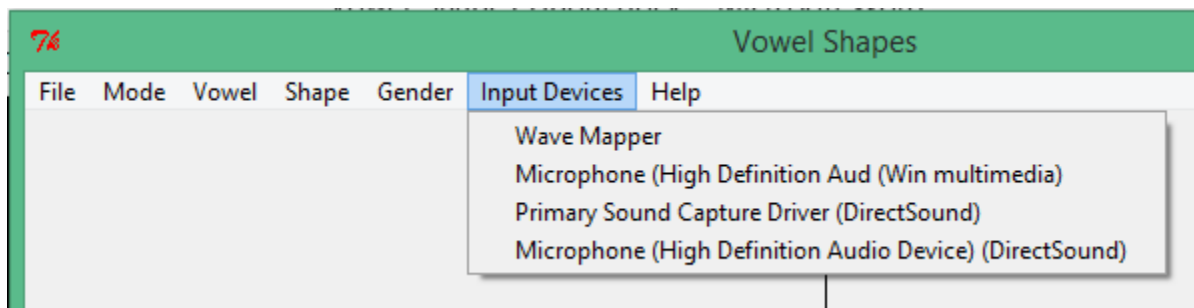 7k
Vowel Shapes
File Mode Vowel Shape Gender Input Devices Help
Wave Mapper
Microphone (High Definition Aud (Win multimedia)
Primary Sound Capture Driver (DirectSound)
Microphone (High Definition Audio Device) (DirectSound)